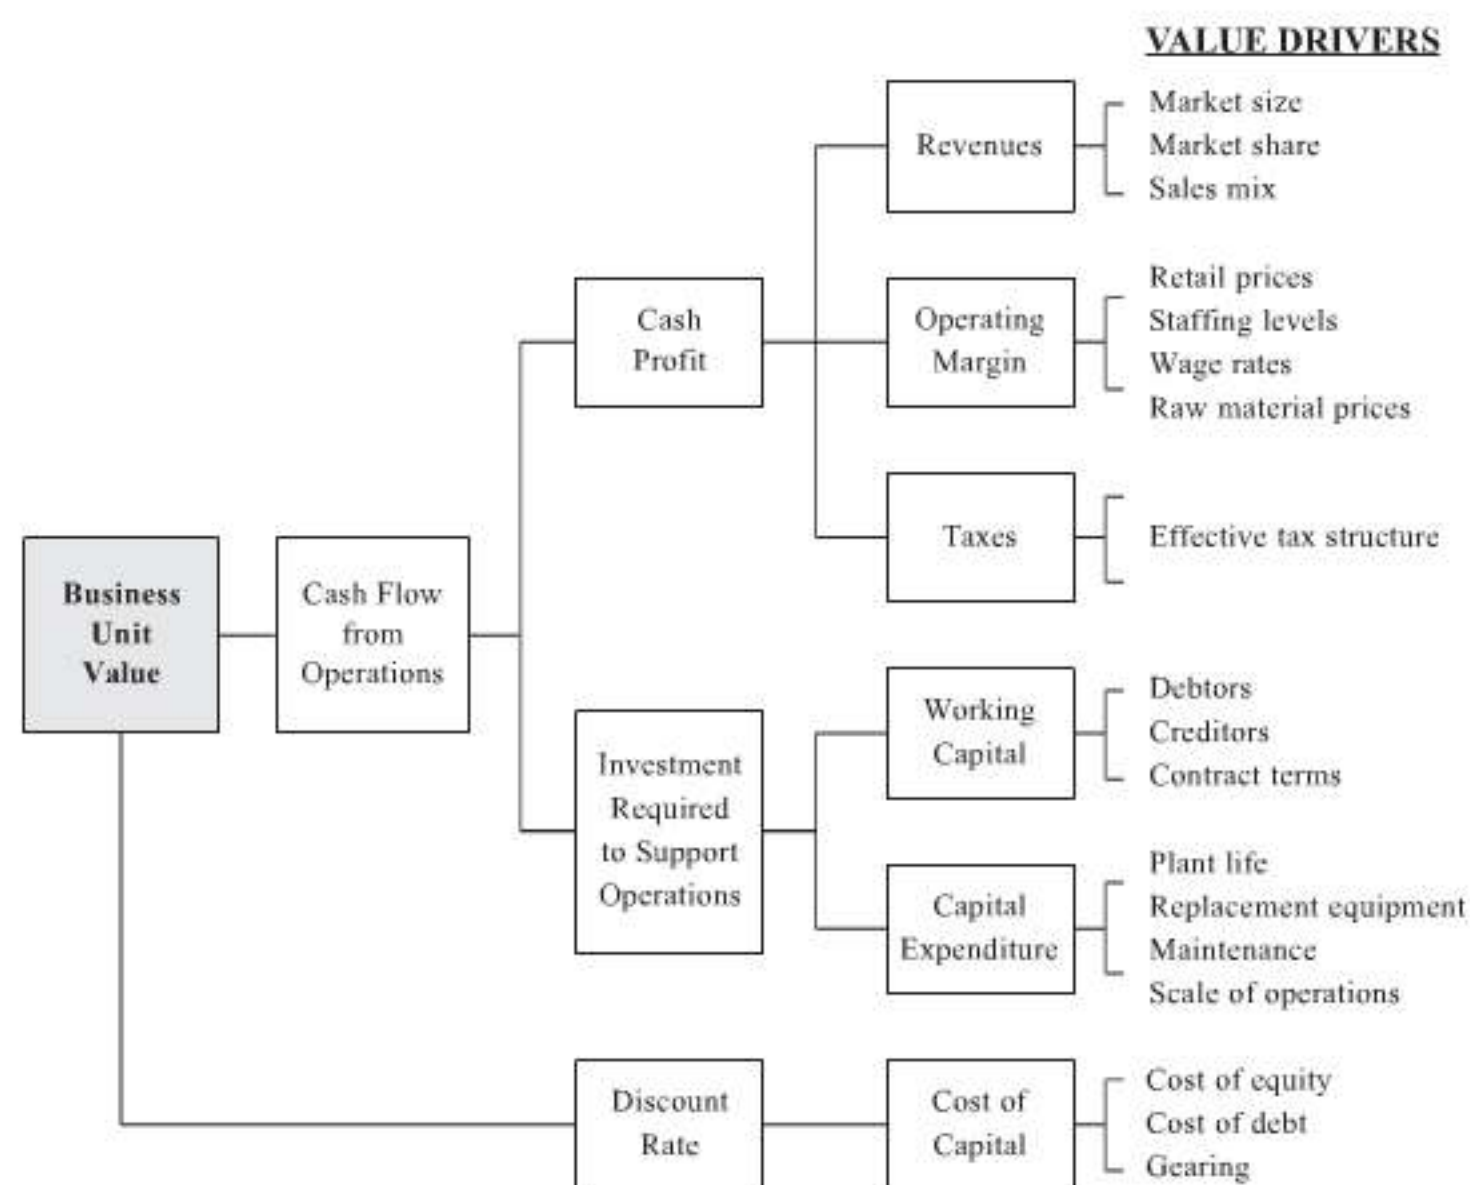 VALUE DRIVERS
Revenues
Market size
Market share
Sales mix
Cash
Profit
Operating
Margin
Retail prices
Staffing levels
Wage rates
Raw material prices
Taxes
Effective tax structure
Business
Unit
Value
Cash Flow
from
Operations
Investment
Required
to Support
Operations
Working
Capital
Debtors
Creditors
Contract terms
Capital
Expenditure
Plant life
Replacement equipment
Maintenance
Scale of operations
Discount
Rate
Cost of
Capital
Cost of equity
Cost of debt
Gearing